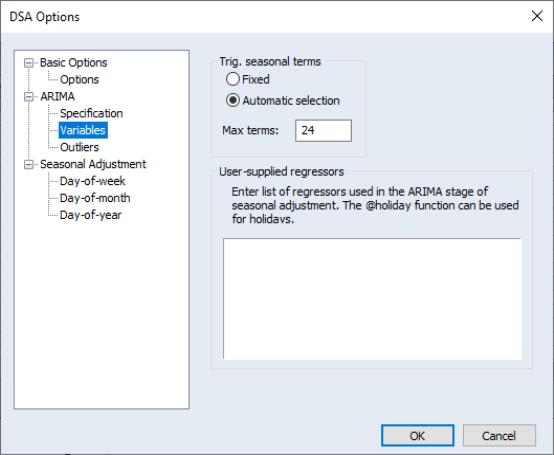 DSA Options
Basic Options
Options
ARIMA
Specification
Variables
Outliers
Seasonal Adjustment
Day-of-week
Day-of-month
Day-of-year
Trig. seasonal terms
Fixed
Automatic selection
Max terms: 24
User-supplied regressors
Enter list of regressors used in the ARIMA stage of
seasonal adjustment. The @holiday function can be used
for holidays.
OK
Cancel